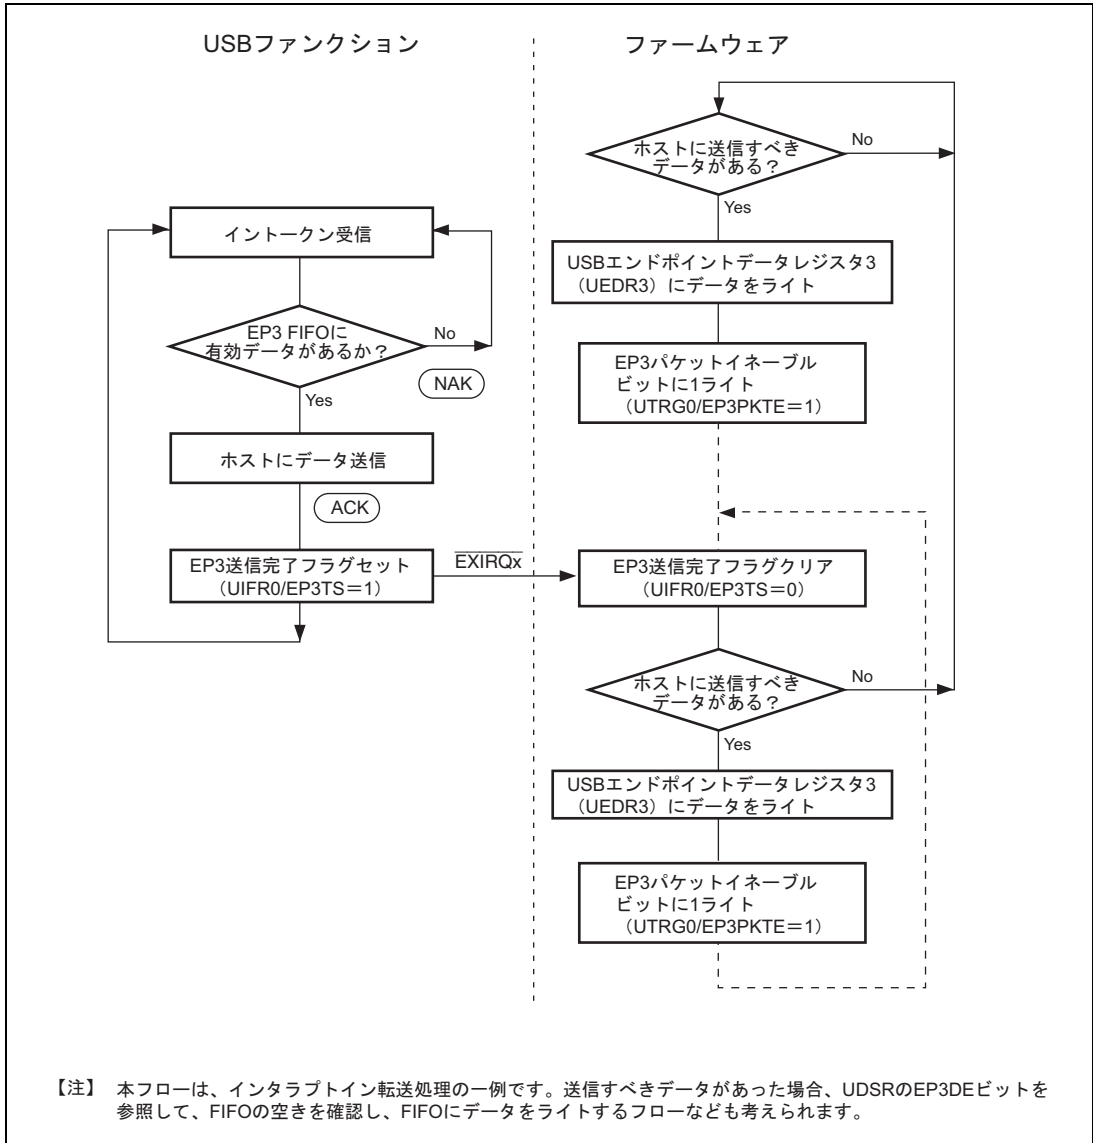 USBファンクション
ファームウェア
イントークン受信
EP3 FIFOに
有効データがあるか？
No
NAK
Yes
ホストにデータ送信
ACK
EP3送信完了フラグセット
（UIFR0/EP3TS＝1）
EXIRQx
ホストに送信すべき
データがある？
No
Yes
USBエンドポイントデータレジスタ3
（UEDR3）にデータをライト
EP3パケットイネーブル
ビットに1ライト
（UTRG0/EP3PKTE＝1）
EP3送信完了フラグクリア
（UIFR0/EP3TS＝0）
ホストに送信すべき
データがある？
No
Yes
USBエンドポイントデータレジスタ3
（UEDR3）にデータをライト
EP3パケットイネーブル
ビットに1ライト
（UTRG0/EP3PKTE＝1）
【注】 本フローは、インタラプトイン転送処理の一例です。送信すべきデータがあった場合、UDSRのEP3DEビットを
参照して、FIFOの空きを確認し、FIFOにデータをライトするフローなども考えられます。